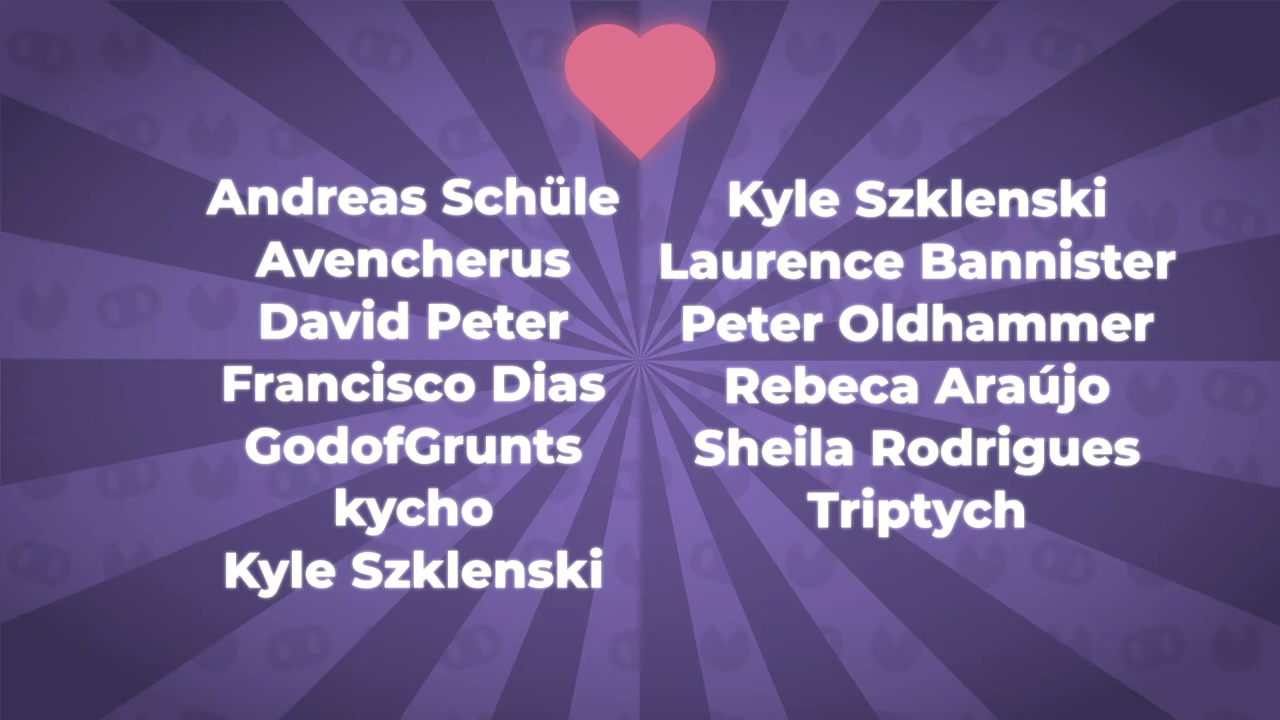 Andreas Schüle
Avencherus
David Peter
Francisco Dias
GodofGrunts
kycho
Kyle Szklenski
Kyle Szklenski
Laurence Bannister
Peter Oldhammer
Rebeca Araújo
Sheila Rodrigues
Triptych